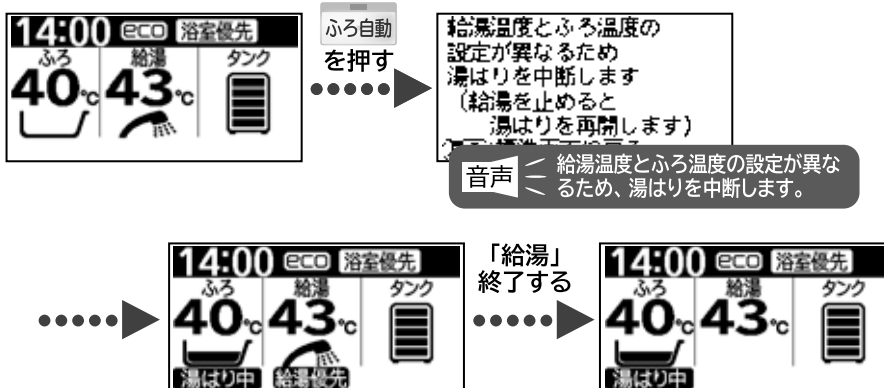 14:00 eco 浴室優先
ふろ 給湯 タンク
40℃ 43℃
ふろ自動
を押す
給湯温度とふろ温度の
設定が異なるため
湯はりを中断します
（給湯を止めると
湯はりを再開します）
音声
給湯温度とふろ温度の設定が異な
るため、湯はりを中断します。
14:00 eco 浴室優先
ふろ 給湯 タンク
40℃ 43℃
湯はり中 給湯優先
「給湯」
終了する
14:00 eco 浴室優先
ふろ 給湯 タンク
40℃ 43℃
湯はり中